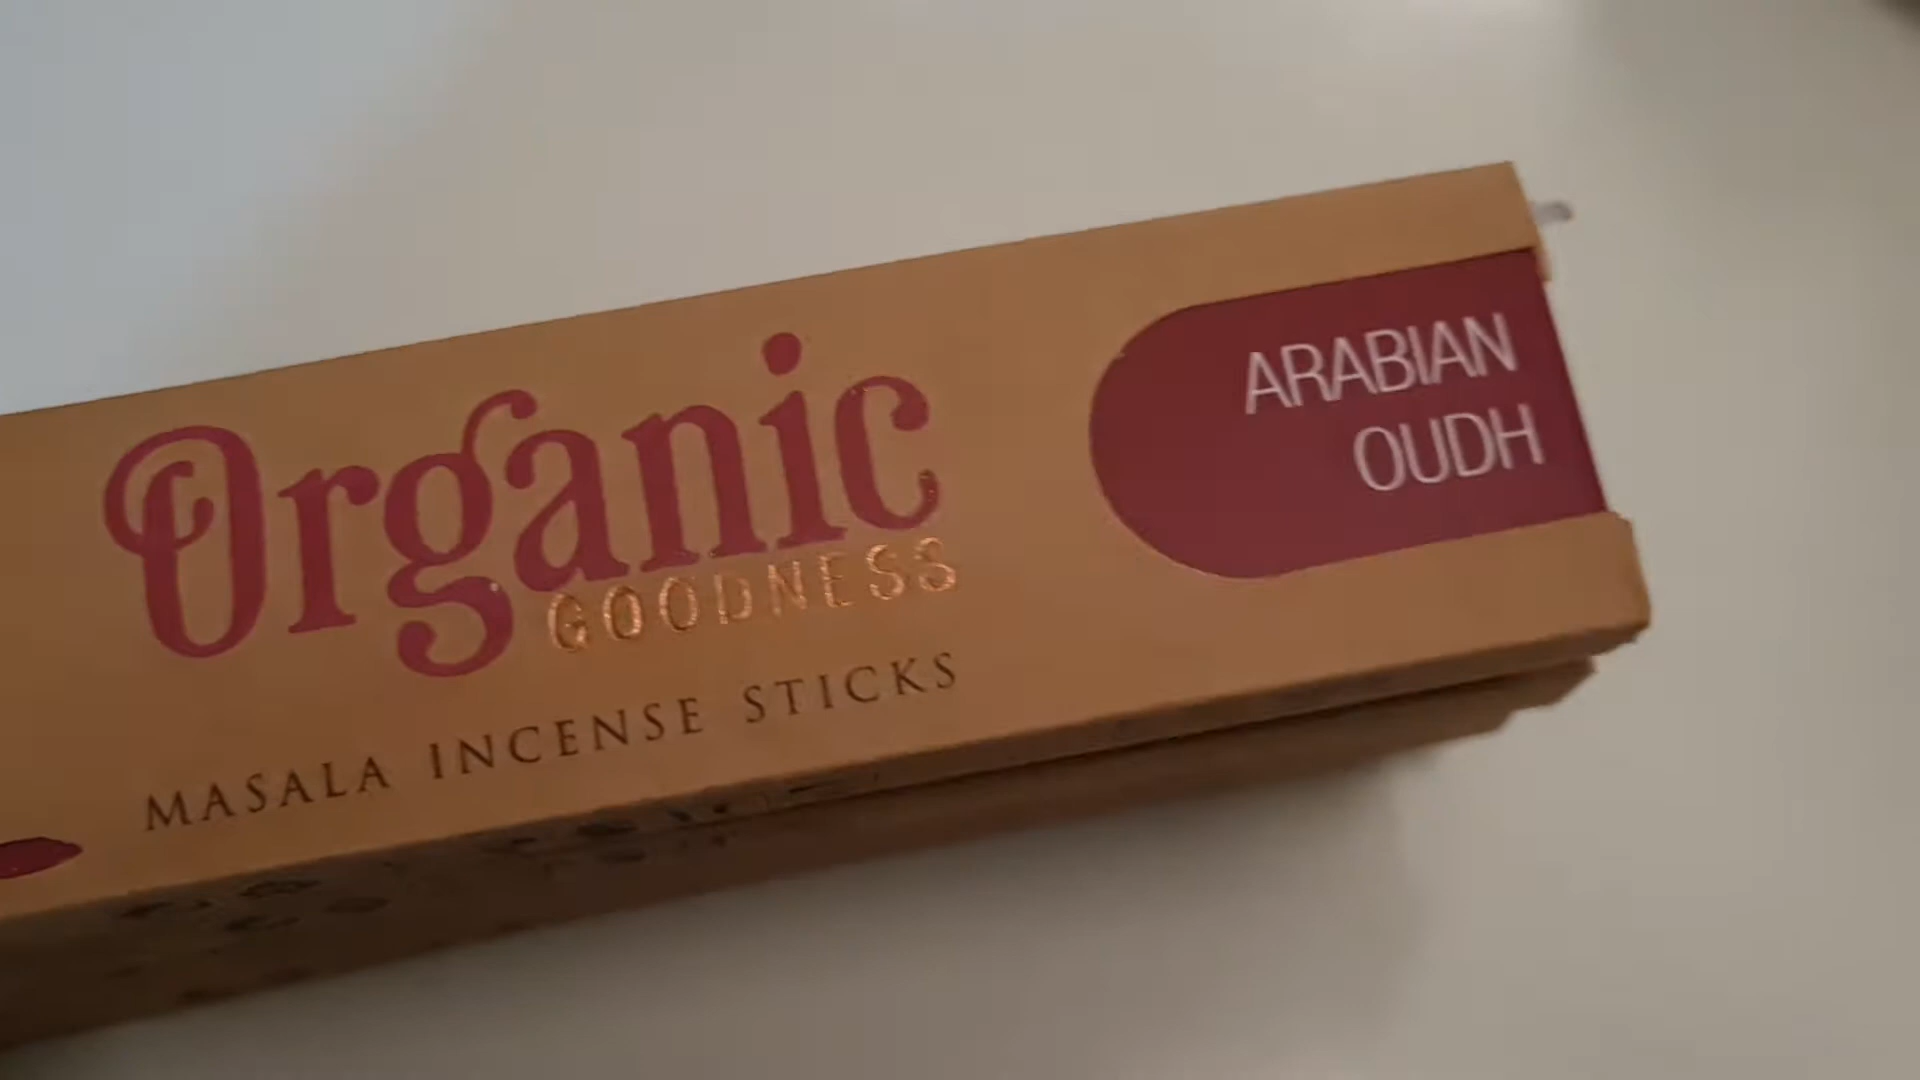 Organic
GOODNESS
MASALA INCENSE STICKS
ARABIAN
OUDH